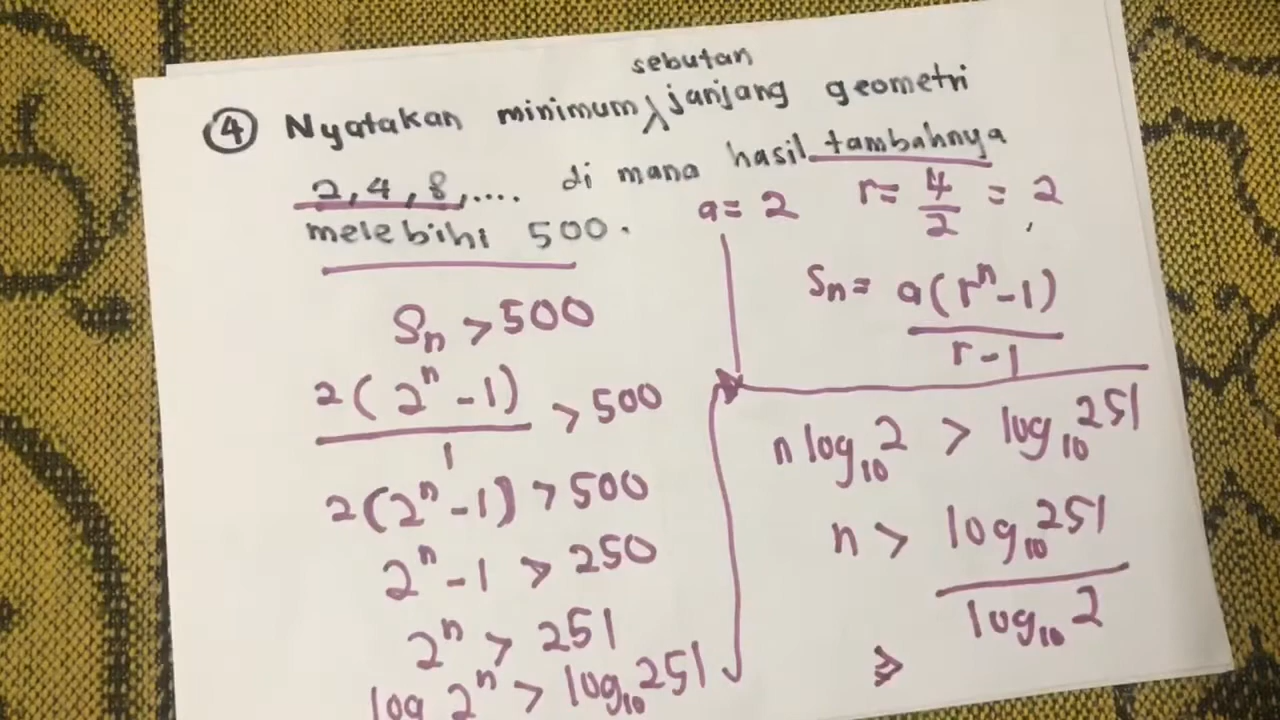 ④ Nyatakan minimum sebutan janjang geometri
2, 4, 8, .... di mana hasil tambahnya
melebihi 500.
a = 2 r = 4/2 = 2,
Sn = a(r^n - 1)/(r - 1)
Sn > 500
2(2^n - 1)/1 > 500
2(2^n - 1) > 500
2^n - 1 > 250
2^n > 251
log 2^n > log₁₀ 251
n log₁₀ 2 > log₁₀ 251
n > log₁₀ 251 / log₁₀ 2
>